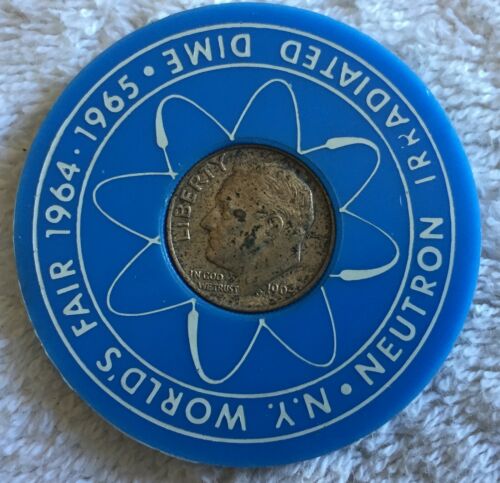 NEUTRON IRRADIATED DIME • N.Y. WORLD'S FAIR 1964 • 1965 •
LIBERTY
IN GOD
WE TRUST